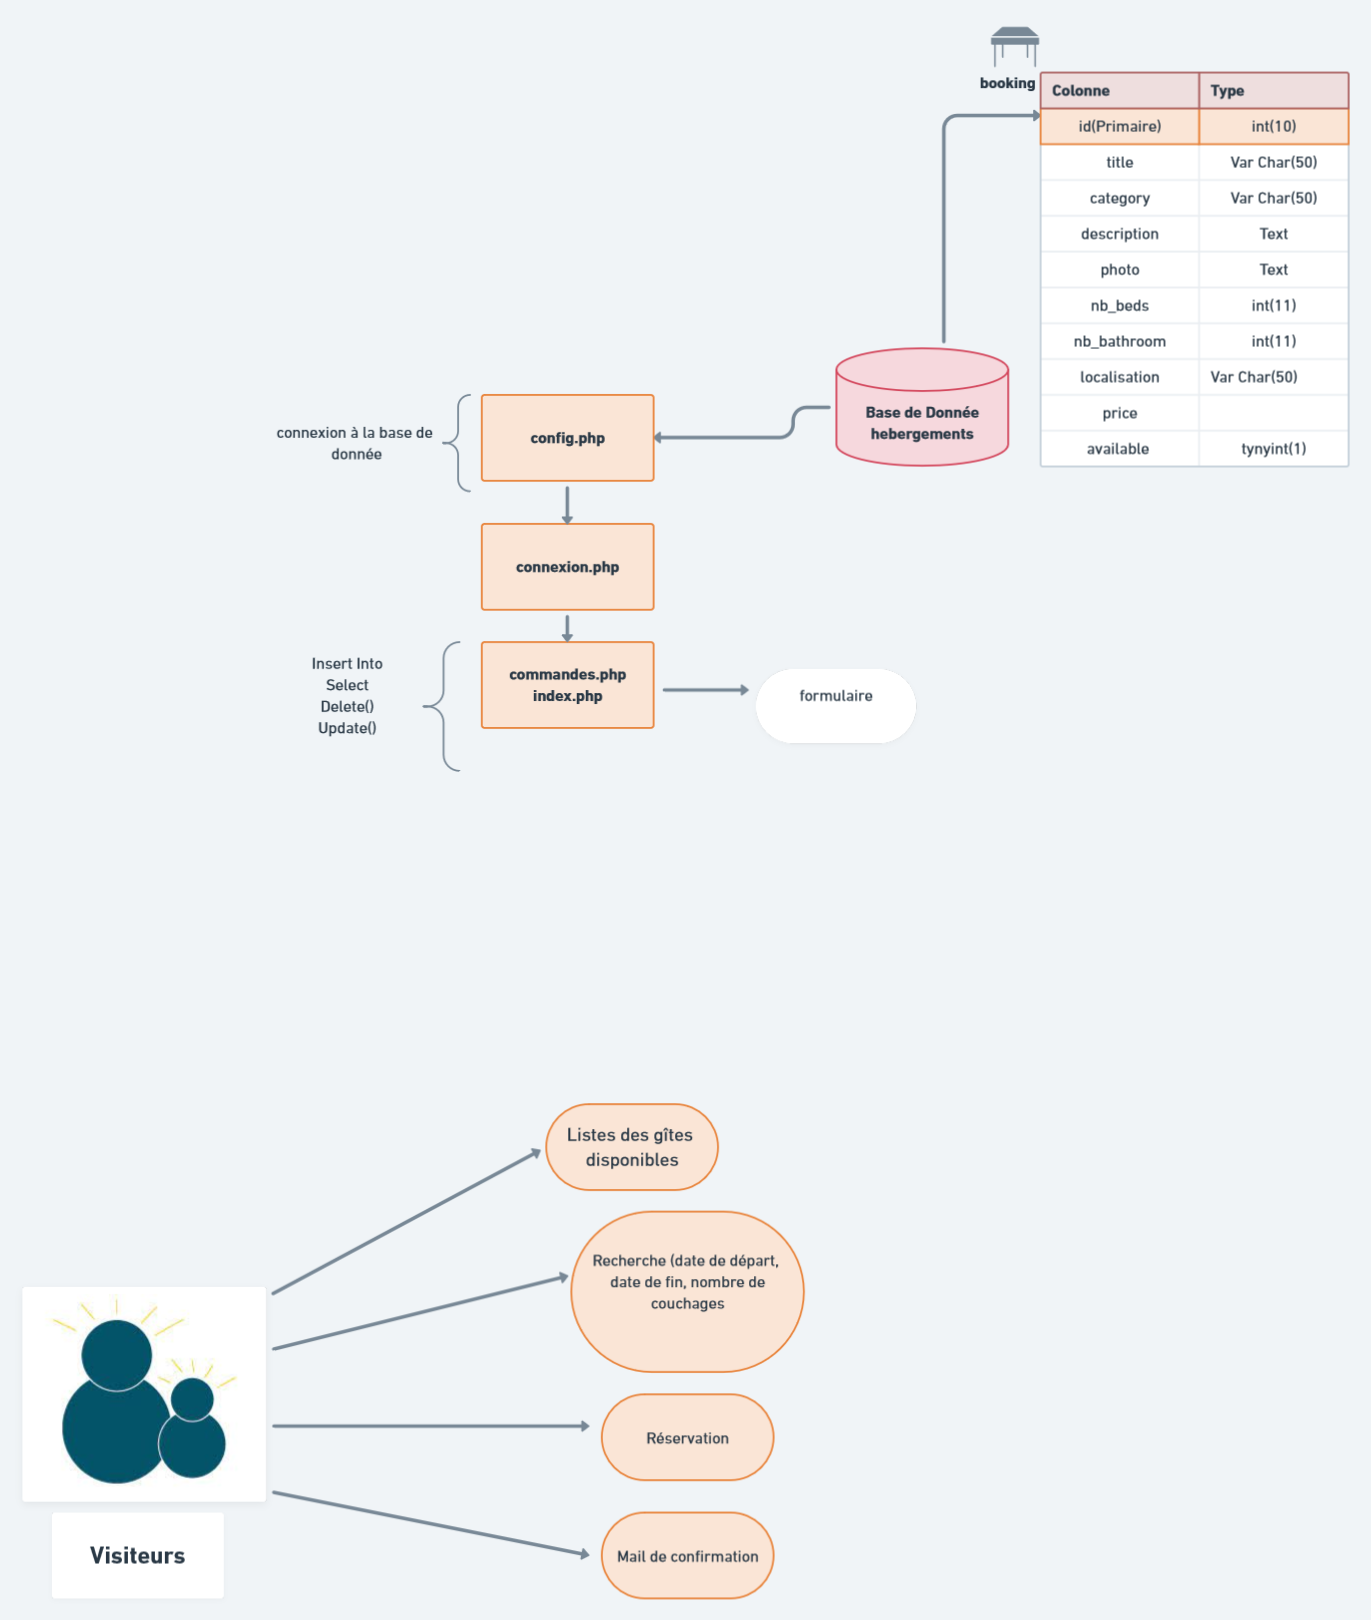 booking
Colonne Type
id(Primaire) int(10)
title Var Char(50)
category Var Char(50)
description Text
photo Text
nb_beds int(11)
nb_bathroom int(11)
localisation Var Char(50)
price
available tynyint(1)
Base de Donnée
hebergements
connexion à la base de
donnée
config.php
connexion.php
Insert Into
Select
Delete()
Update()
commandes.php
index.php
formulaire
Listes des gîtes
disponibles
Recherche (date de départ,
date de fin, nombre de
couchages
Réservation
Mail de confirmation
Visiteurs